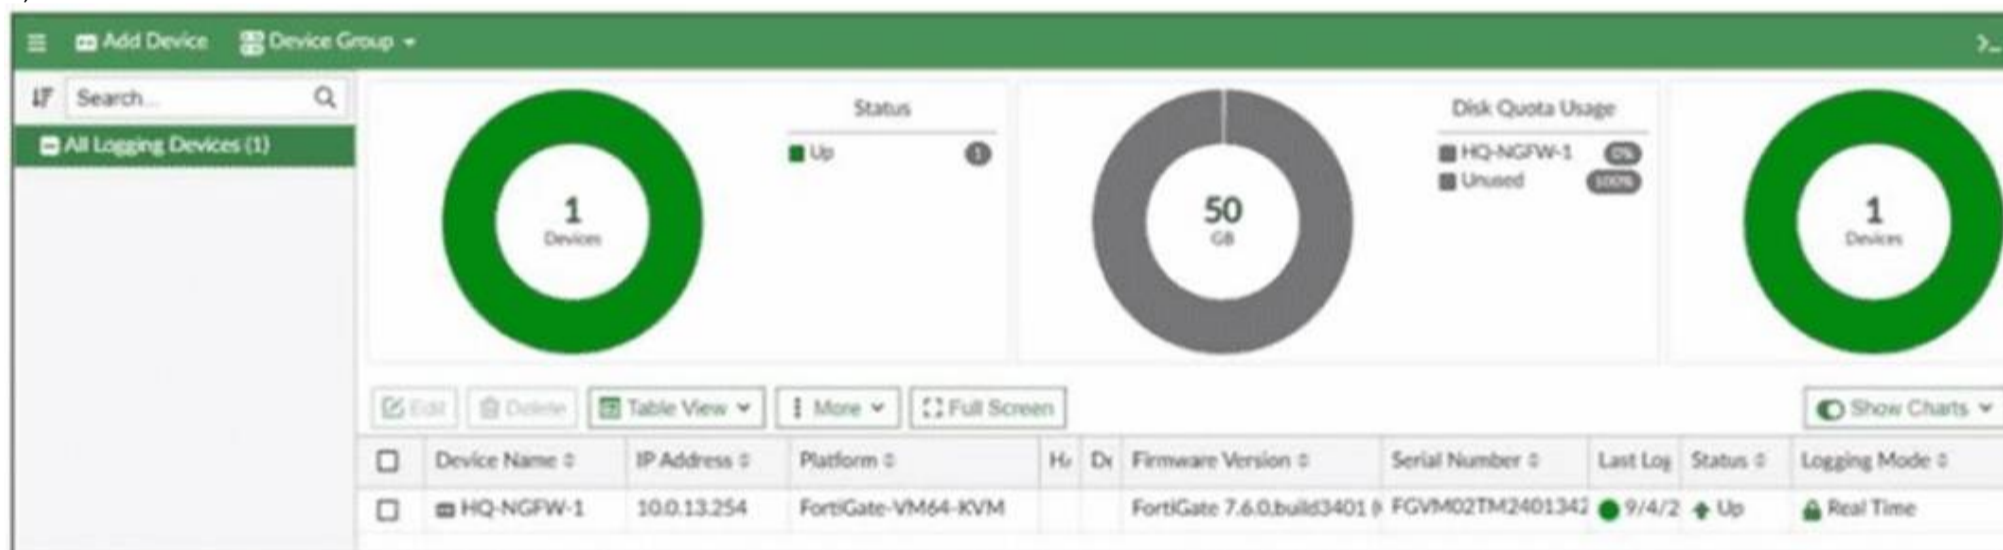 Add Device Device Group
Search...
All Logging Devices (1)
1
Devices
Status
Up 1
50
GB
Disk Quota Usage
HQ-NGFW-1 0%
Unused 100%
1
Devices
Edit Delete Table View More Full Screen Show Charts
Device Name IP Address Platform De Firmware Version Serial Number Last Log Status Logging Mode
HQ-NGFW-1 10.0.13.254 FortiGate-VM64-KVM FortiGate 7.6.0,build3401 FGVM02TM2401342 9/4/2 Up Real Time